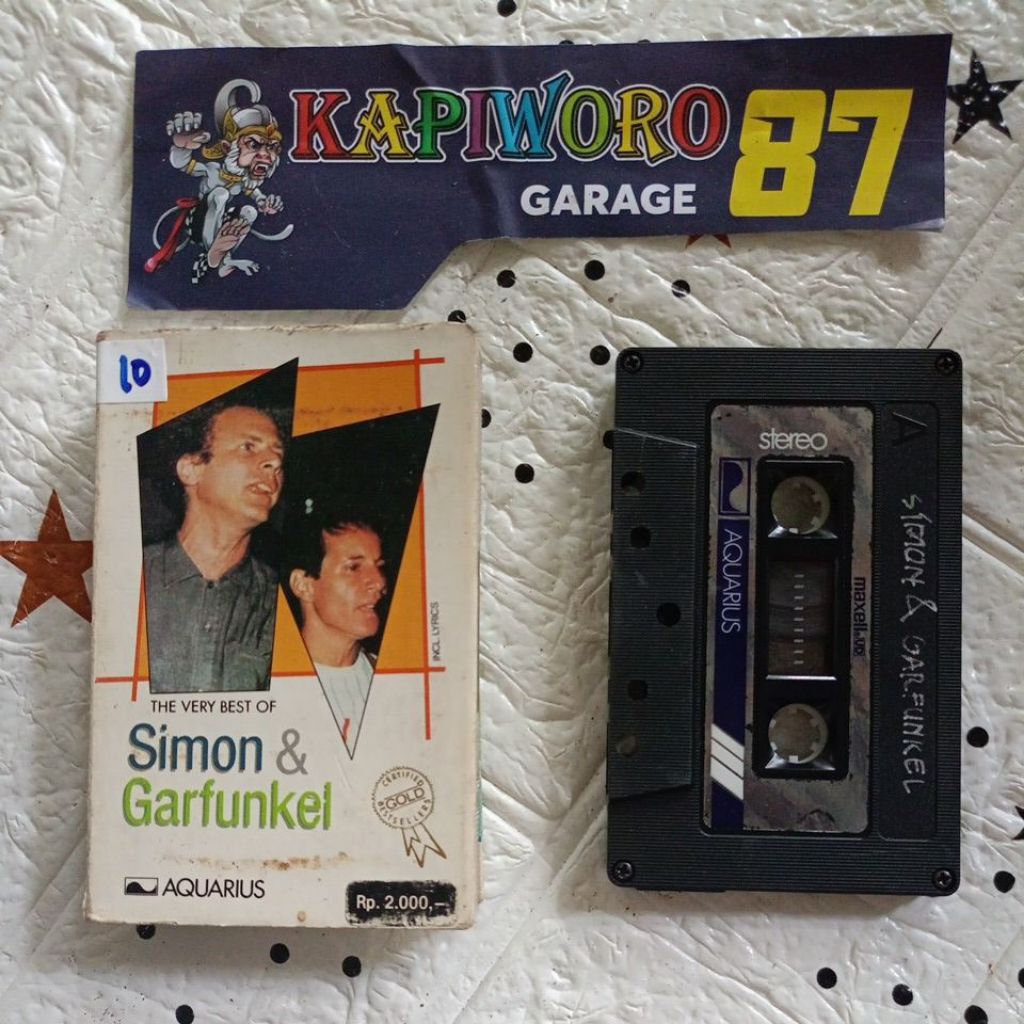 KAPIWORO 87
GARAGE
10
INCL. LYRICS
THE VERY BEST OF
Simon &
Garfunkel
CERTIFIED
GOLD
BESTSELLERS
AQUARIUS
Rp. 2.000,-
stereo
AQUARIUS
maxell
A
SIMON & GARFUNKEL